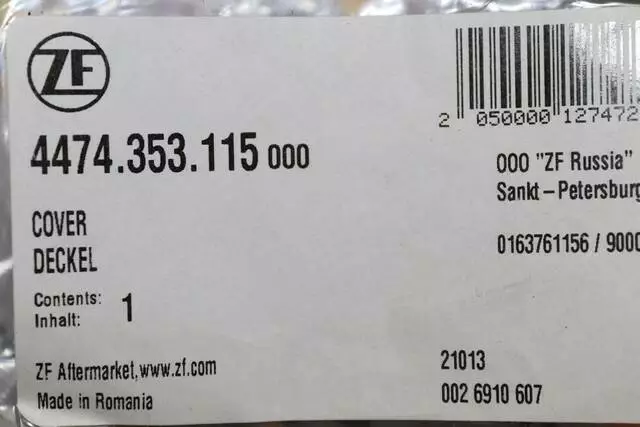 ZF
4474.353.115 000
COVER
DECKEL
Contents:
Inhalt: 1
ZF Aftermarket,www.zf.com
Made in Romania
2 050000 127472
OOO "ZF Russia"
Sankt-Petersburg
0163761156 / 9000
21013
002 6910 607